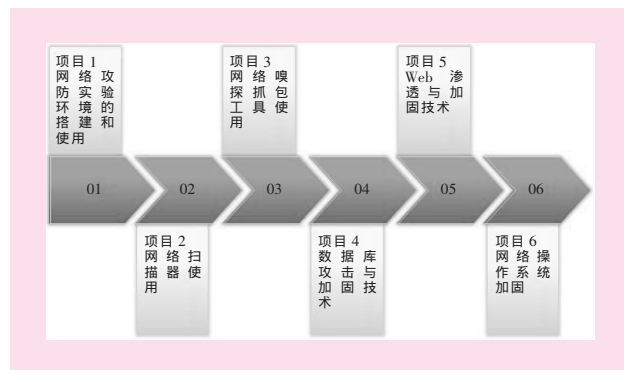 项目 1
网络攻
防实验
环境的
搭建和
使用
项目 3
网络嗅
探抓包
工具使
用
项目 5
Web 渗
透与加
固技术
01
02
03
04
05
06
项目 2
网络扫
描器使
用
项目 4
数据库
攻击与
加固技
术
项目 6
网络操
作系统
加固